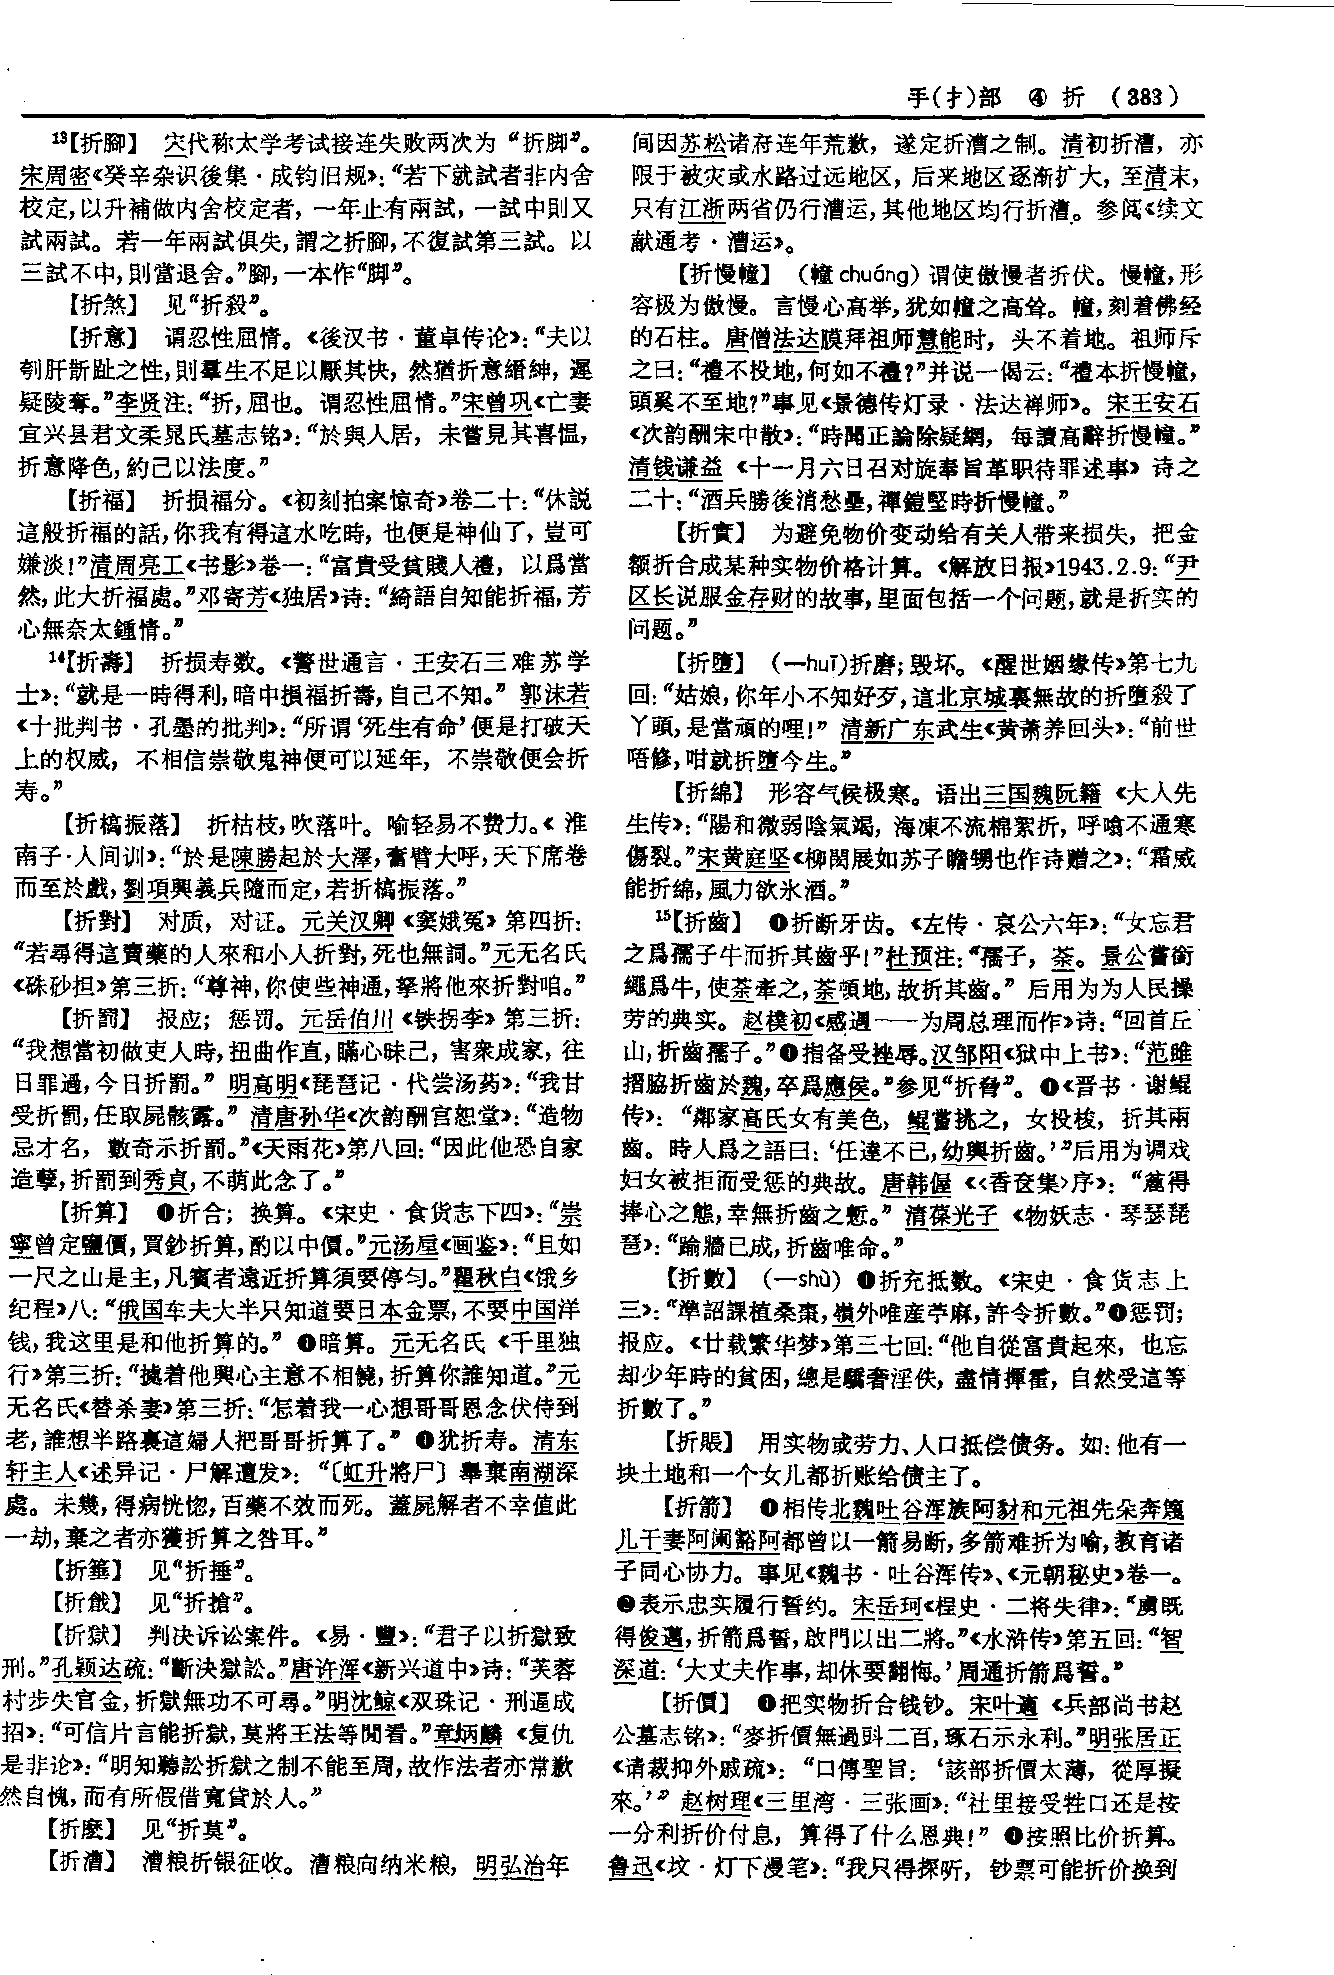 手(扌)部　④　折　(383)
¹³【折腳】　宋代称太学考试接连失败两次为“折脚”。
宋周密《癸辛杂识後集·成钧旧规》：“若下就試者非内舍
校定，以升補做内舍校定者，一年止有兩試，一試中則又
試兩試。若一年兩試俱失，謂之折腳，不復試第三試。以
三試不中，則當退舍。”腳，一本作“脚”。
【折煞】　见“折殺”。
【折意】　谓忍性屈情。《後汉书·董卓传论》：“夫以
刳肝斮趾之性，則羣生不足以厭其快，然猶折意縉紳，遲
疑陵奪。”李贤注：“折，屈也。谓忍性屈情。”宋曾巩《亡妻
宜兴县君文柔晁氏墓志铭》：“於與人居，未嘗見其喜愠，
折意降色，約己以法度。”
【折福】　折损福分。《初刻拍案惊奇》卷二十：“休説
這般折福的話，你我有得這水吃時，也便是神仙了，豈可
嫌淡！”清周亮工《书影》卷一：“富貴受貧賤人禮，以爲當
然，此大折福處。”邓寄芳《独居》诗：“綺語自知能折福，芳
心無奈太鍾情。”
¹⁴【折壽】　折损寿数。《警世通言·王安石三难苏学
士》：“就是一時得利，暗中損福折壽，自己不知。”郭沫若
《十批判书·孔墨的批判》：“所谓‘死生有命’便是打破天
上的权威，不相信崇敬鬼神便可以延年，不崇敬便会折
寿。”
【折槁振落】　折枯枝，吹落叶。喻轻易不费力。《淮
南子·人间训》：“於是陳勝起於大澤，奮臂大呼，天下席卷
而至於戲，劉項興義兵隨而定，若折槁振落。”
【折對】　对质，对证。元关汉卿《窦娥冤》第四折：
“若尋得這賣藥的人來和小人折對，死也無詞。”元无名氏
《硃砂担》第三折：“尊神，你使些神通，拏將他來折對咱。”
【折罰】　报应；惩罚。元岳伯川《铁拐李》第三折：
“我想當初做吏人時，扭曲作直，瞞心昧己，害衆成家，往
日罪過，今日折罰。”明高明《琵琶记·代尝汤药》：“我甘
受折罰，任取屍骸露。”清唐孙华《次韵酬宫恕堂》：“造物
忌才名，數奇示折罰。”《天雨花》第八回：“因此他恐自家
造孽，折罰到秀貞，不萌此念了。”
【折算】　❶折合；换算。《宋史·食货志下四》：“崇
寧曾定鹽價，買鈔折算，酌以中價。”元汤垕《画鉴》：“且如
一尺之山是主，凡賓者遠近折算須要停匀。”瞿秋白《饿乡
纪程》八：“俄国车夫大半只知道要日本金票，不要中国洋
钱，我这里是和他折算的。”❶暗算。元无名氏《千里独
行》第三折：“據着他興心主意不相饒，折算你誰知道。”元
无名氏《替杀妻》第三折：“怎着我一心想哥哥恩念伏侍到
老，誰想半路裏這婦人把哥哥折算了。”❶犹折寿。清东
轩主人《述异记·尸解遭发》：“〔虹升將尸〕舉棄南湖深
處。未幾，得病恍惚，百藥不效而死。蓋屍解者不幸值此
一劫，棄之者亦獲折算之咎耳。”
【折箠】　见“折捶”。
【折戧】　见“折搶”。
【折獄】　判决诉讼案件。《易·豐》：“君子以折獄致
刑。”孔颖达疏：“斷決獄訟。”唐许浑《新兴道中》诗：“芙蓉
村步失官金，折獄無功不可尋。”明沈鲸《双珠记·刑逼成
招》：“可信片言能折獄，莫將王法等閒看。”章炳麟《复仇
是非论》：“明知聽訟折獄之制不能至周，故作法者亦常歉
然自愧，而有所假借寬貸於人。”
【折麽】　见“折莫”。
【折漕】　漕粮折银征收。漕粮向纳米粮，明弘治年
間因苏松诸府连年荒歉，遂定折漕之制。清初折漕，亦
限于被灾或水路过远地区，后来地区逐渐扩大，至清末，
只有江浙两省仍行漕运，其他地区均行折漕。参阅《续文
献通考·漕运》。
【折慢幢】　（幢chuáng）谓使傲慢者折伏。慢幢，形
容极为傲慢。言慢心高举，犹如幢之高耸。幢，刻着佛经
的石柱。唐僧法达膜拜祖师慧能时，头不着地。祖师斥
之曰：“禮不投地，何如不禮？”并说一偈云：“禮本折慢幢，
頭奚不至地？”事见《景德传灯录·法达禅师》。宋王安石
《次韵酬宋中散》：“時聞正論除疑網，每讀高辭折慢幢。”
清钱谦益《十一月六日召对旋奉旨革职待罪述事》诗之
二十：“酒兵勝後消愁壘，禪鎧堅時折慢幢。”
【折實】　为避免物价变动给有关人带来损失，把金
额折合成某种实物价格计算。《解放日报》1943.2.9：“尹
区长说服金存财的故事，里面包括一个问题，就是折实的
问题。”
【折墮】　（—huī）折磨；毁坏。《醒世姻缘传》第七九
回：“姑娘，你年小不知好歹，這北京城裏無故的折墮殺了
丫頭，是當頑的哩！”清新广东武生《黄萧养回头》：“前世
唔修，咁就折墮今生。”
【折綿】　形容气候极寒。语出三国魏阮籍《大人先
生传》：“陽和微弱陰氣竭，海凍不流棉絮折，呼噏不通寒
傷裂。”宋黄庭坚《柳闳展如苏子瞻甥也作诗赠之》：“霜威
能折綿，風力欲氷酒。”
¹⁵【折齒】　❶折断牙齿。《左传·哀公六年》：“女忘君
之爲孺子牛而折其齒乎！”杜预注：“孺子，荼。景公嘗銜
繩爲牛，使荼牽之，荼頓地，故折其齒。”后用为为人民操
劳的典实。赵樸初《感遇——为周总理而作》诗：“回首丘
山，折齒孺子。”❶指备受挫辱。汉邹阳《狱中上书》：“范雎
摺脇折齒於魏，卒爲應侯。”参见“折脅”。❶《晋书·谢鲲
传》：“鄰家高氏女有美色，鯤嘗挑之，女投梭，折其兩
齒。時人爲之語曰：‘任達不已，幼輿折齒。’”后用为调戏
妇女被拒而受惩的典故。唐韩偓《〈香奁集〉序》：“麄得
捧心之態，幸無折齒之慙。”清葆光子《物妖志·琴瑟琵
琶》：“踰牆已成，折齒唯命。”
【折數】　（—shù）❶折充抵数。《宋史·食货志上
三》：“準詔課植桑棗，嶺外唯産苧麻，許令折數。”❶惩罚；
报应。《廿载繁华梦》第三七回：“他自從富貴起來，也忘
却少年時的貧困，總是驕奢淫佚，盡情揮霍，自然受這等
折數了。”
【折賬】　用实物或劳力、人口抵偿债务。如：他有一
块土地和一个女儿都折账给债主了。
【折箭】　❶相传北魏吐谷浑族阿豺和元祖先朵奔篾
儿干妻阿阑豁阿都曾以一箭易断，多箭难折为喻，教育诸
子同心协力。事见《魏书·吐谷浑传》、《元朝秘史》卷一。
❷表示忠实履行誓约。宋岳珂《桯史·二将失律》：“虜既
得俊邁，折箭爲誓，啟門以出二將。”《水浒传》第五回：“智
深道：‘大丈夫作事，却休要翻悔。’周通折箭爲誓。”
【折價】　❶把实物折合钱钞。宋叶適《兵部尚书赵
公墓志铭》：“麥折價無過㪷二百，琢石示永利。”明张居正
《请裁抑外戚疏》：“口傳聖旨：‘該部折價太薄，從厚擬
來。’”赵树理《三里湾·三张画》：“社里接受牲口还是按
一分利折价付息，算得了什么恩典！”❶按照比价折算。
鲁迅《坟·灯下漫笔》：“我只得探听，钞票可能折价换到